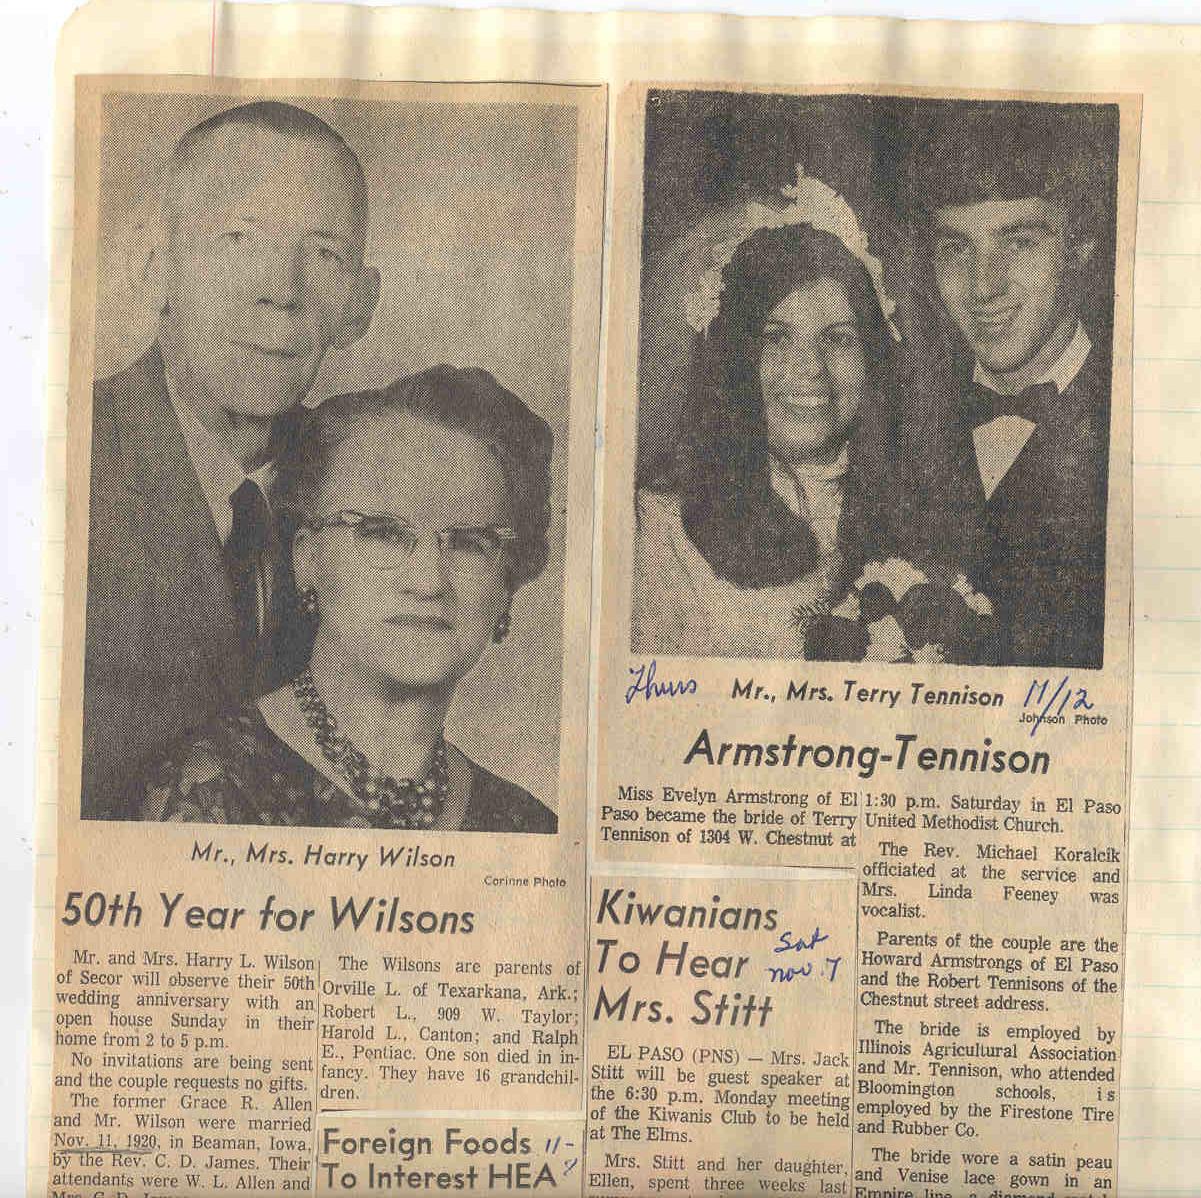 Mr., Mrs. Harry Wilson
Corinne Photo
50th Year for Wilsons
Mr. and Mrs. Harry L. Wilson
of Secor will observe their 50th
wedding anniversary with an
open house Sunday in their
home from 2 to 5 p.m.
No invitations are being sent
and the couple requests no gifts.
The former Grace R. Allen
and Mr. Wilson were married
Nov. 11, 1920, in Beaman, Iowa,
by the Rev. C. D. James. Their
attendants were W. L. Allen and
Mrs. C. D. James
The Wilsons are parents of
Orville L. of Texarkana, Ark.;
Robert L., 909 W. Taylor;
Harold L., Canton; and Ralph
E., Pontiac. One son died in in-
fancy. They have 16 grandchil-
dren.
Foreign Foods 11-
To Interest HEA
Thurs Mr., Mrs. Terry Tennison 11/12
Johnson Photo
Armstrong-Tennison
Miss Evelyn Armstrong of El
Paso became the bride of Terry
Tennison of 1304 W. Chestnut at
1:30 p.m. Saturday in El Paso
United Methodist Church.
The Rev. Michael Koralcik
officiated at the service and
Mrs. Linda Feeney was
vocalist.
Parents of the couple are the
Howard Armstrongs of El Paso
and the Robert Tennisons of the
Chestnut street address.
The bride is employed by
Illinois Agricultural Association
and Mr. Tennison, who attended
Bloomington schools, is
employed by the Firestone Tire
and Rubber Co.
The bride wore a satin peau
and Venise lace gown in an
Empire line, a diamond
Kiwanians
To Hear
Mrs. Stitt
Sat
nov. 7
EL PASO (PNS) — Mrs. Jack
Stitt will be guest speaker at
the 6:30 p.m. Monday meeting
of the Kiwanis Club to be held
at The Elms.
Mrs. Stitt and her daughter,
Ellen, spent three weeks last